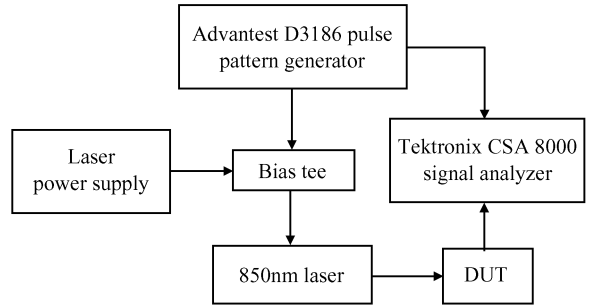 Advantest D3186 pulse
pattern generator
Tektronix CSA 8000
signal analyzer
Laser
power supply
Bias tee
850nm laser
DUT